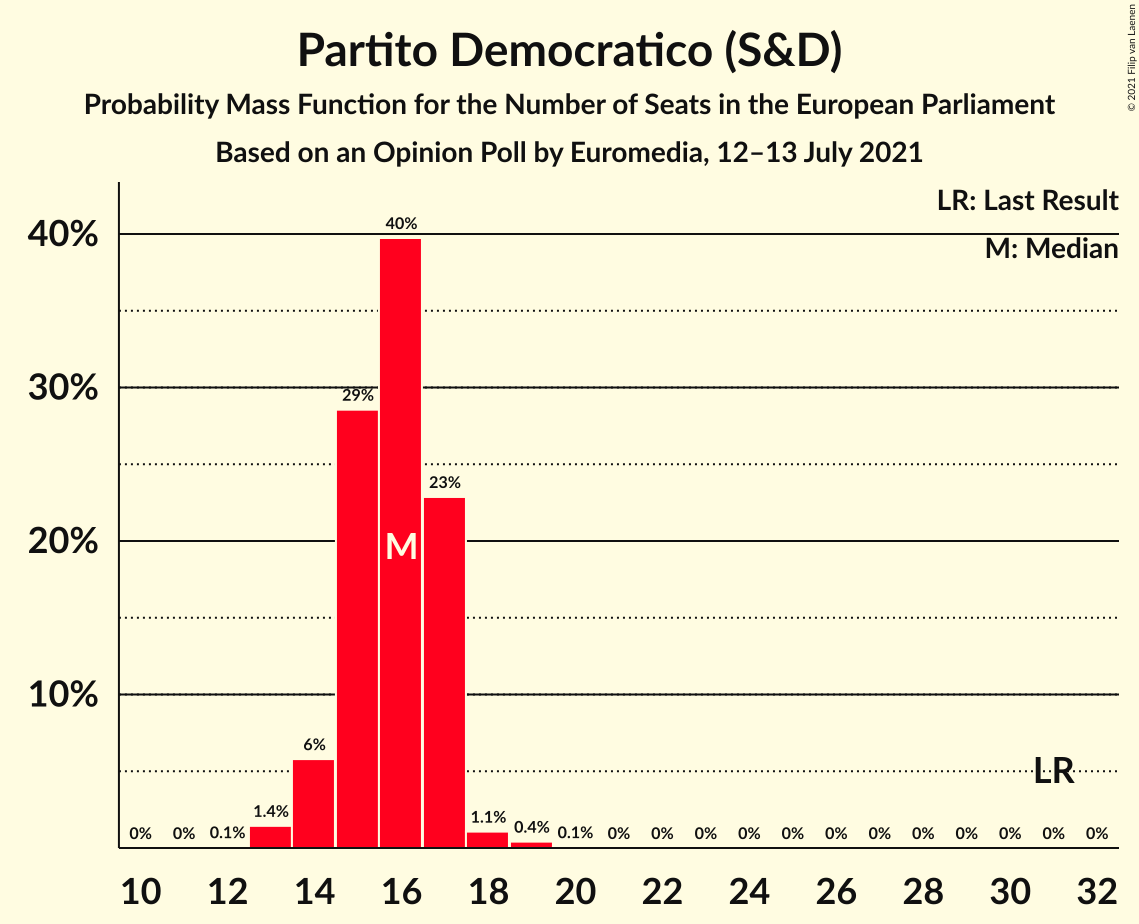 Partito Democratico (S&D)
Probability Mass Function for the Number of Seats in the European Parliament
Based on an Opinion Poll by Euromedia, 12–13 July 2021
© 2021 Filip van Laenen
LR: Last Result
M: Median
40%
30%
20%
10%
0% 0% 0.1% 1.4% 6% 29% 40% 23% 1.1% 0.4% 0.1% 0% 0% 0% 0% 0% 0% 0% 0% 0% 0% 0% 0%
M
LR
10 12 14 16 18 20 22 24 26 28 30 32